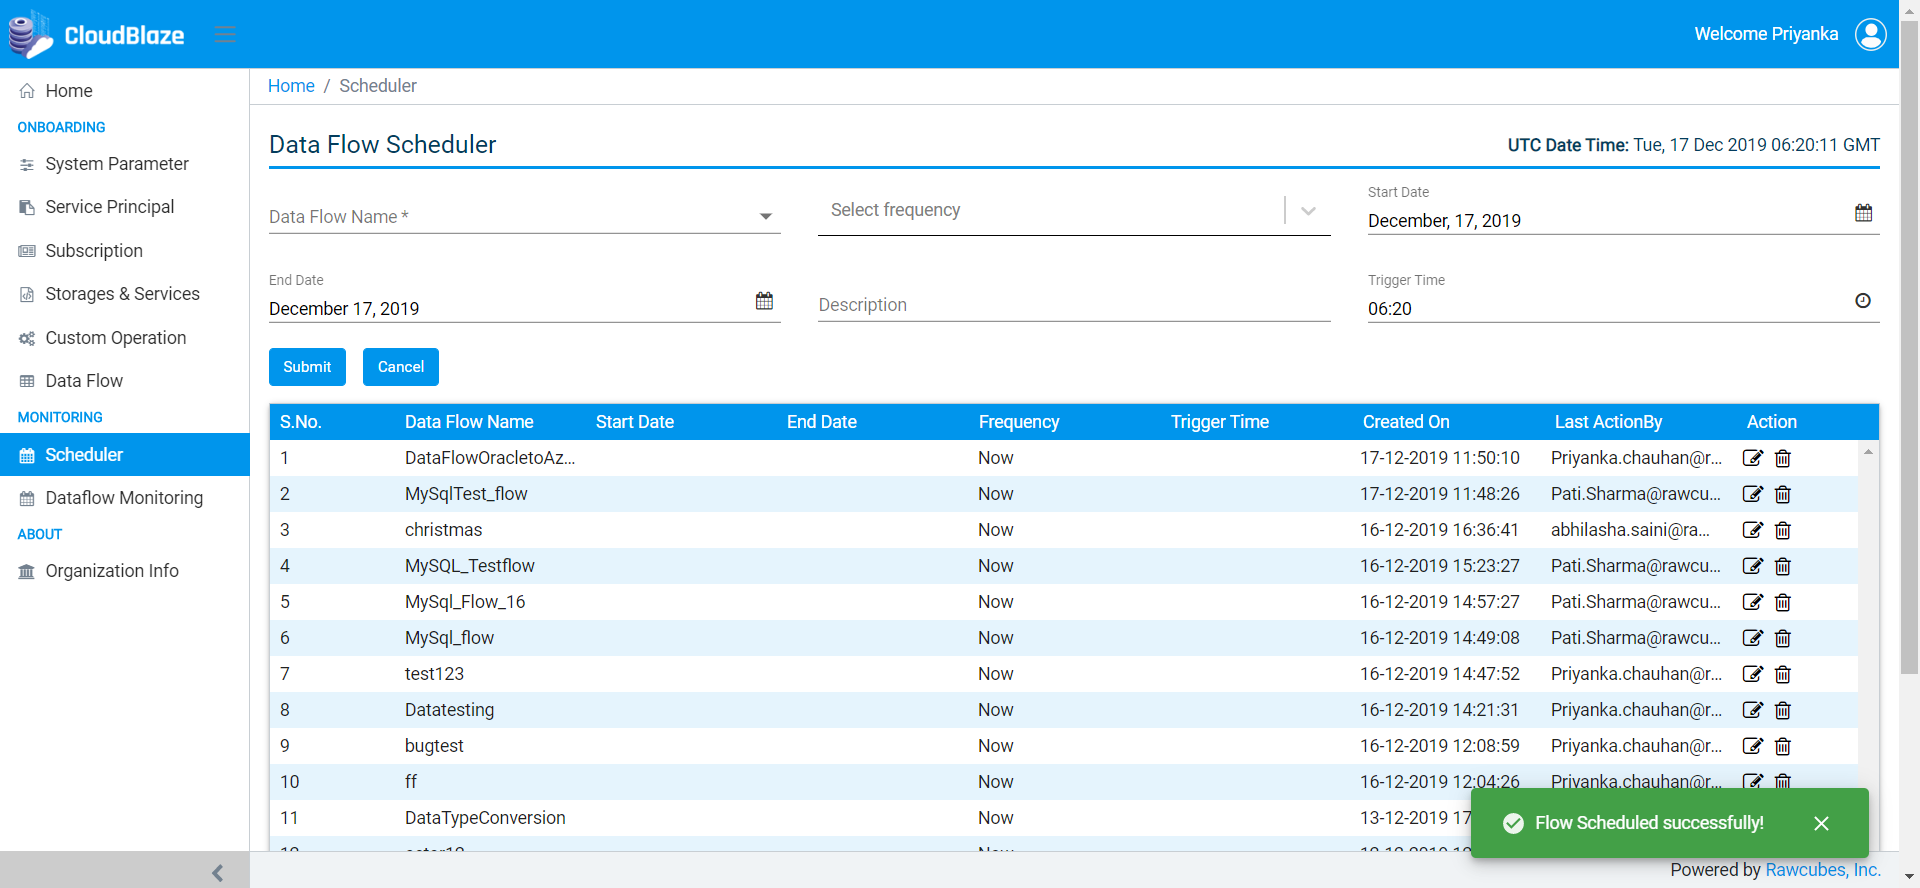 CloudBlaze
Welcome Priyanka
Home
ONBOARDING
System Parameter
Service Principal
Subscription
Storages & Services
Custom Operation
Data Flow
MONITORING
Scheduler
Dataflow Monitoring
ABOUT
Organization Info
Home / Scheduler
Data Flow Scheduler
UTC Date Time: Tue, 17 Dec 2019 06:20:11 GMT
Data Flow Name *
Select frequency
Start Date
December, 17, 2019
End Date
December 17, 2019
Description
Trigger Time
06:20
Submit Cancel
S.No. Data Flow Name Start Date End Date Frequency Trigger Time Created On Last ActionBy Action
1 DataFlowOracletoAz... Now 17-12-2019 11:50:10 Priyanka.chauhan@r...
2 MySqlTest_flow Now 17-12-2019 11:48:26 Pati.Sharma@rawcu...
3 christmas Now 16-12-2019 16:36:41 abhilasha.saini@ra...
4 MySQL_Testflow Now 16-12-2019 15:23:27 Pati.Sharma@rawcu...
5 MySql_Flow_16 Now 16-12-2019 14:57:27 Pati.Sharma@rawcu...
6 MySql_flow Now 16-12-2019 14:49:08 Pati.Sharma@rawcu...
7 test123 Now 16-12-2019 14:47:52 Priyanka.chauhan@r...
8 Datatesting Now 16-12-2019 14:21:31 Priyanka.chauhan@r...
9 bugtest Now 16-12-2019 12:08:59 Priyanka.chauhan@r...
10 ff Now 16-12-2019 12:04:26 Priyanka.chauhan@r...
11 DataTypeConversion Now 13-12-2019 17
Flow Scheduled successfully!
Powered by Rawcubes, Inc.